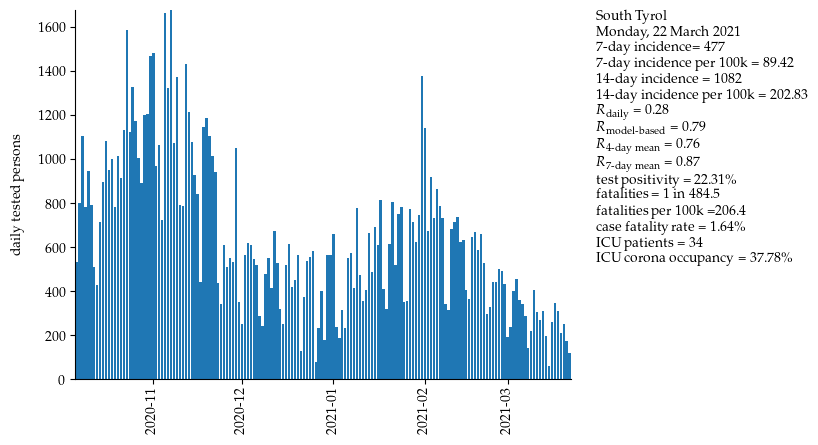 1600
1400
1200
1000
800
600
400
200
0
daily tested persons
2020-11
2020-12
2021-01
2021-02
2021-03
South Tyrol
Monday, 22 March 2021
7-day incidence= 477
7-day incidence per 100k = 89.42
14-day incidence = 1082
14-day incidence per 100k = 202.83
Rdaily = 0.28
Rmodel-based = 0.79
R4-day mean = 0.76
R7-day mean = 0.87
test positivity = 22.31%
fatalities = 1 in 484.5
fatalities per 100k =206.4
case fatality rate = 1.64%
ICU patients = 34
ICU corona occupancy = 37.78%